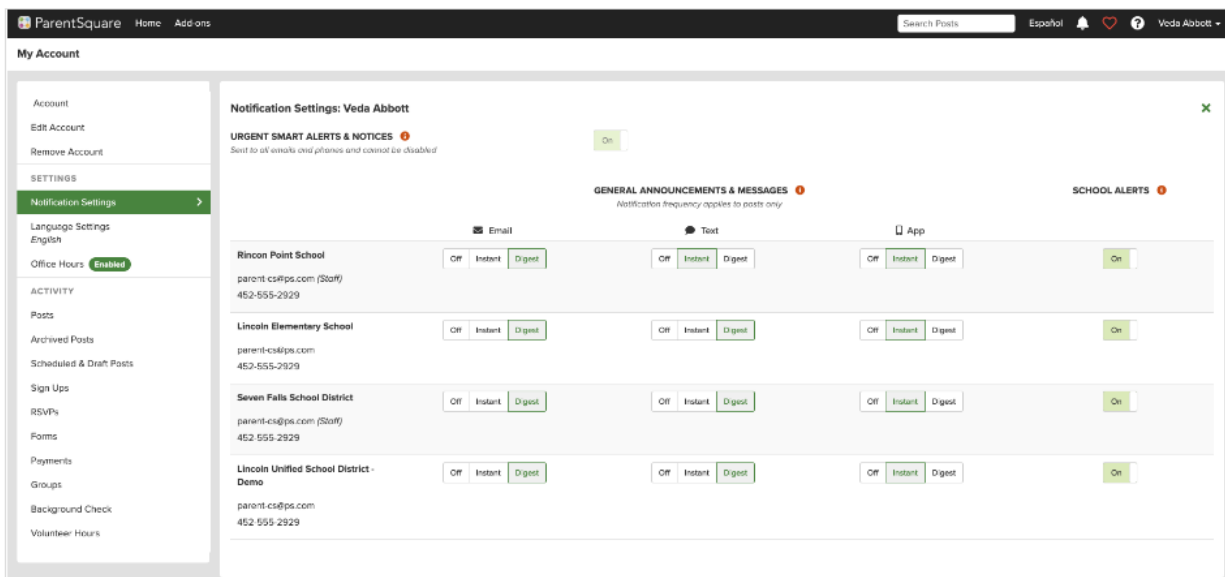 ParentSquare Home Add-ons Search Posts Español ? Veda Abbott
My Account
Account
Edit Account
Remove Account
SETTINGS
Notification Settings
Language Settings
English
Office Hours Enabled
ACTIVITY
Posts
Archived Posts
Scheduled & Draft Posts
Sign Ups
RSVPs
Forms
Payments
Groups
Background Check
Volunteer Hours
Notification Settings: Veda Abbott
URGENT SMART ALERTS & NOTICES On
Sent to all emails and phones and cannot be disabled
GENERAL ANNOUNCEMENTS & MESSAGES SCHOOL ALERTS
Notification frequency applies to posts only
Email Text App
Rincon Point School Off Instant Digest Off Instant Digest Off Instant Digest On
parent-cs@ps.com (Staff)
452-555-2929
Lincoln Elementary School Off Instant Digest Off Instant Digest Off Instant Digest On
parent-cs@ps.com
452-555-2929
Seven Falls School District Off Instant Digest Off Instant Digest Off Instant Digest On
parent-cs@ps.com (Staff)
452-555-2929
Lincoln Unified School District - Off Instant Digest Off Instant Digest Off Instant Digest On
Demo
parent-cs@ps.com
452-555-2929